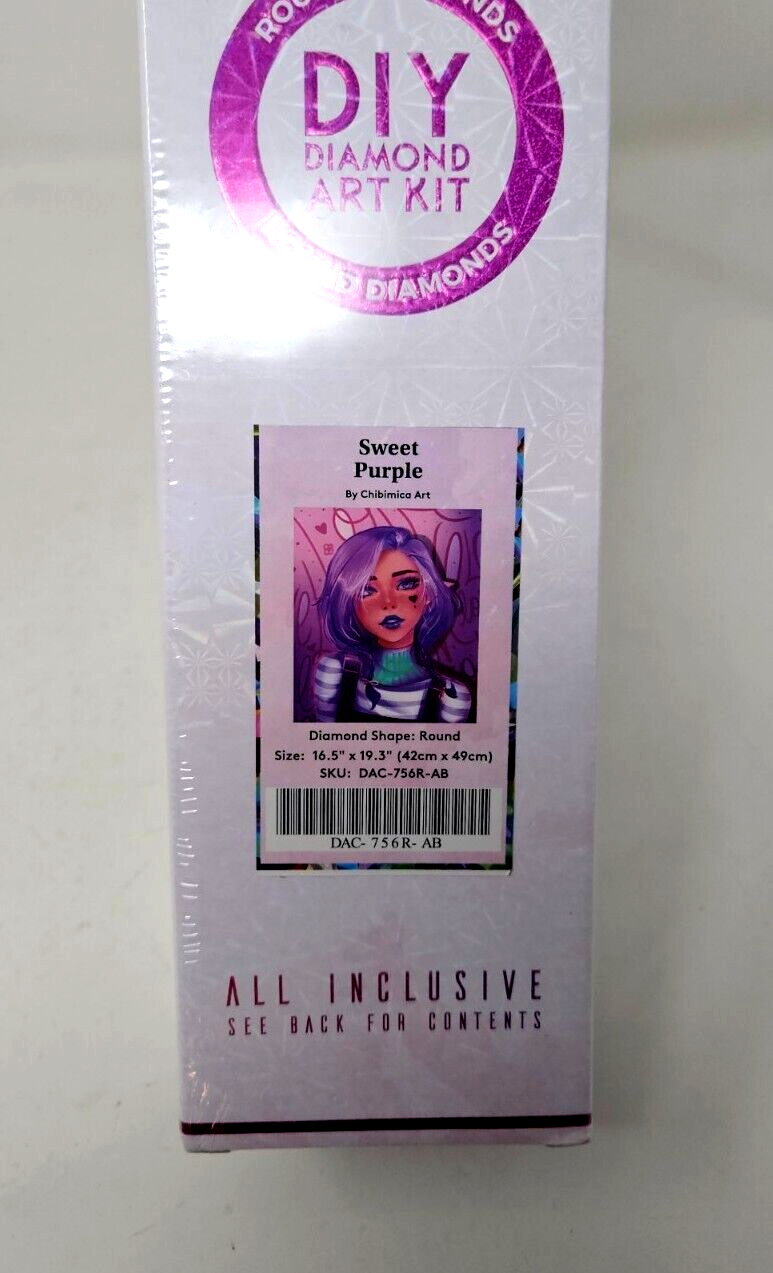 DIY
DIAMOND
ART KIT
DIAMONDS
Sweet
Purple
By Chibimica Art
Diamond Shape: Round
Size: 16.5" x 19.3" (42cm x 49cm)
SKU: DAC-756R-AB
DAC- 756R- AB
ALL INCLUSIVE
SEE BACK FOR CONTENTS